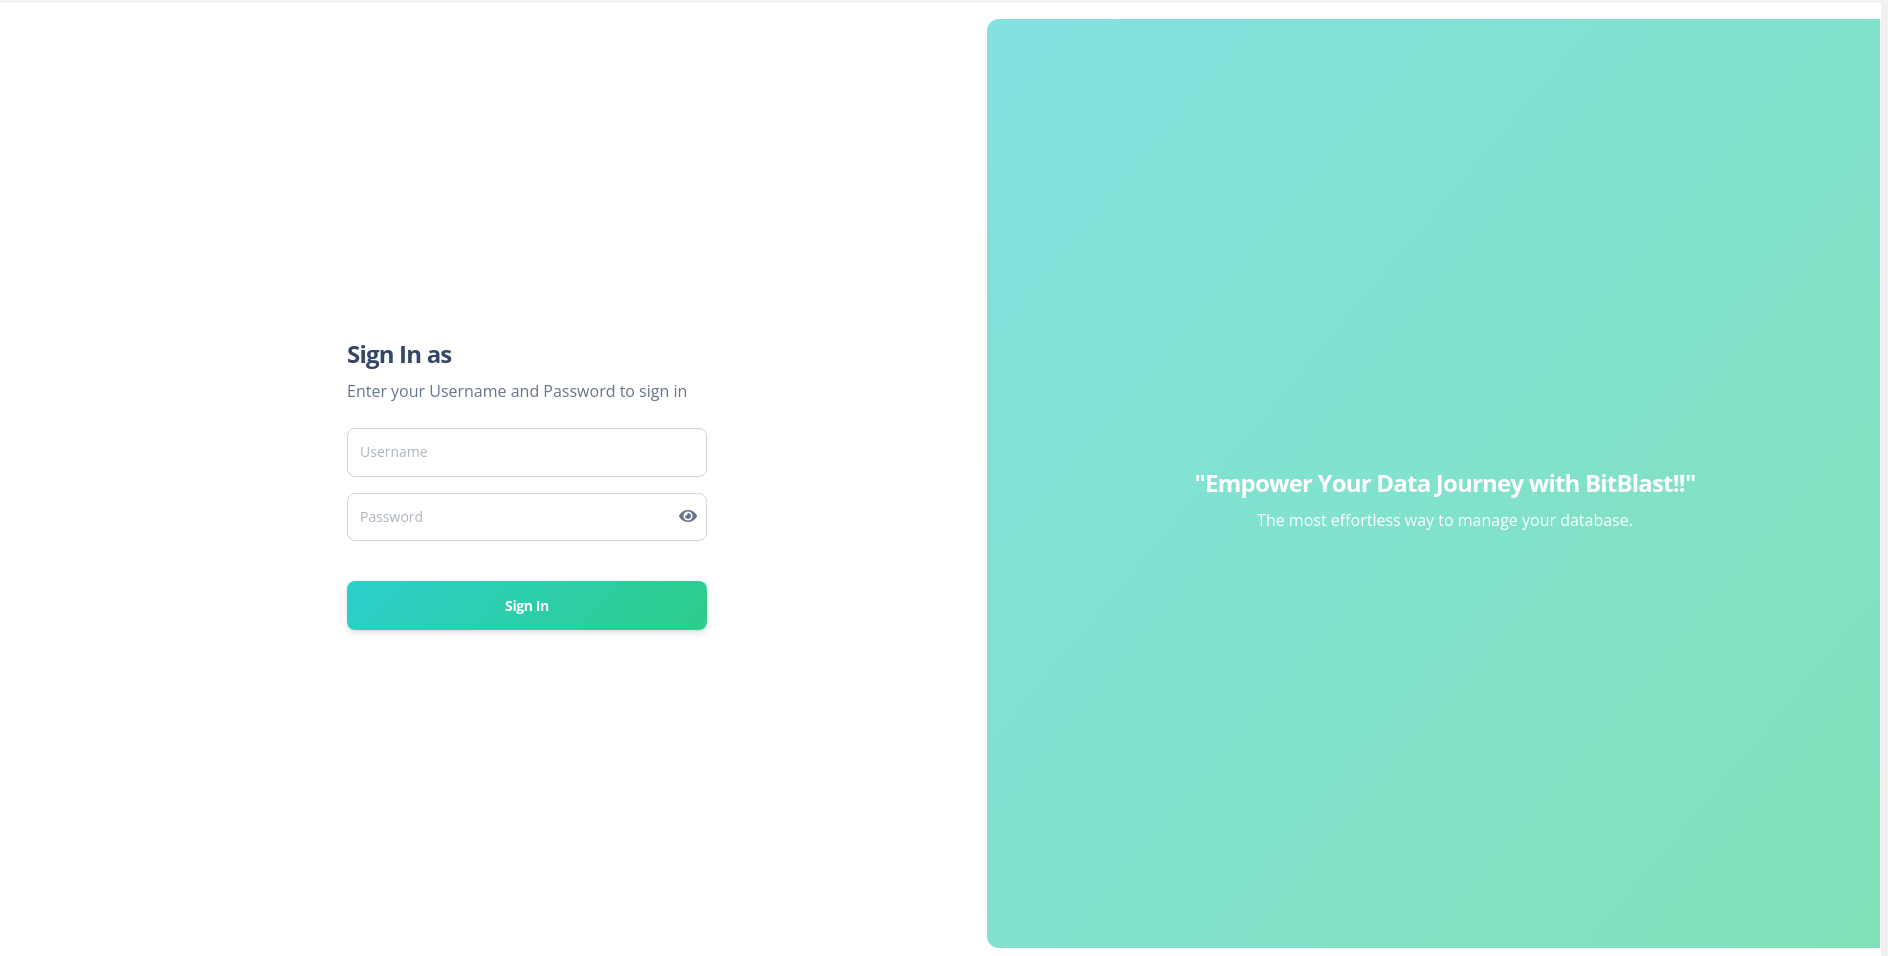 Sign In as
Enter your Username and Password to sign in
Username
Password
Sign In
"Empower Your Data Journey with BitBlast!!"
The most effortless way to manage your database.